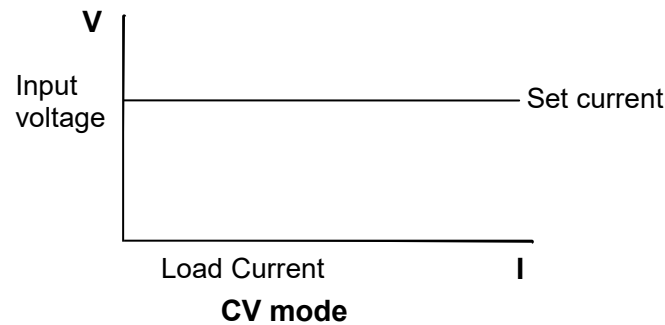 V
Input
voltage
Set current
Load Current
I
CV mode